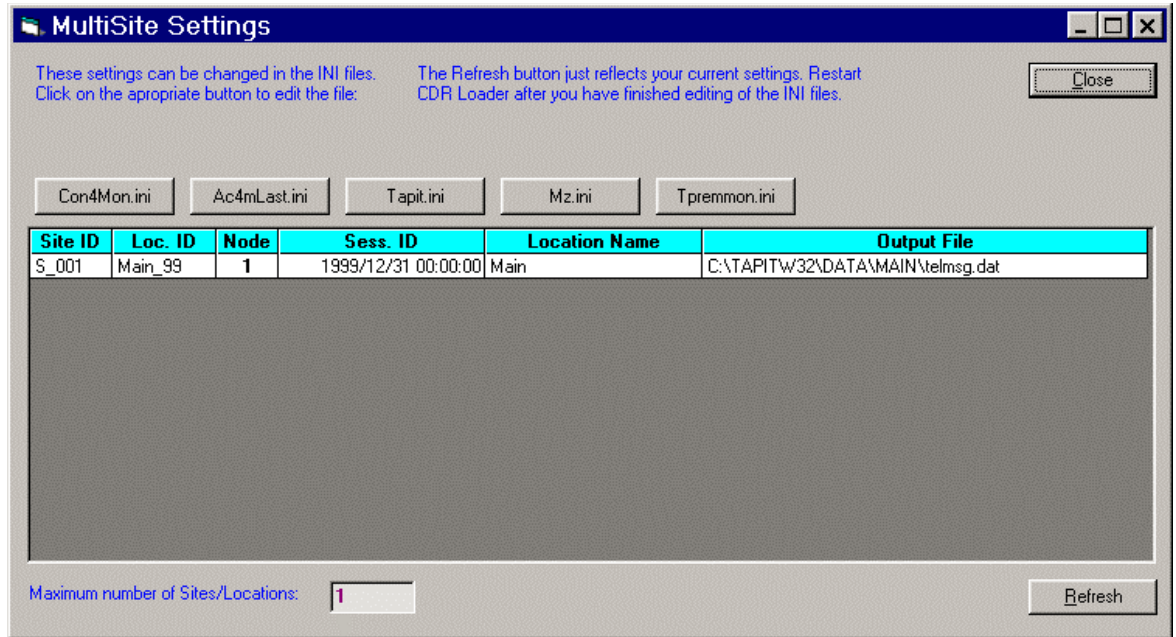 MultiSite Settings
These settings can be changed in the INI files.
Click on the apropriate button to edit the file:
The Refresh button just reflects your current settings. Restart
CDR Loader after you have finished editing of the INI files.
Close
Con4Mon.ini Ac4mLast.ini Tapit.ini Mz.ini Tpremmon.ini
Site ID Loc. ID Node Sess. ID Location Name Output File
S_001 Main_99 1 1999/12/31 00:00:00 Main C:\TAPITW32\DATA\MAIN\telmsg.dat
Maximum number of Sites/Locations: 1
Refresh